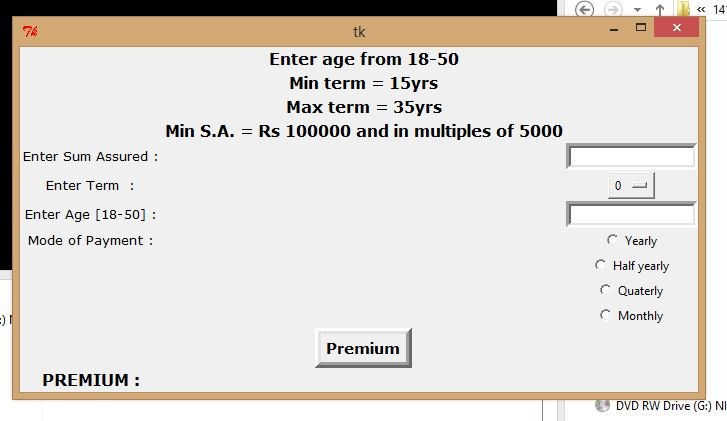 14
tk
Enter age from 18-50
Min term = 15yrs
Max term = 35yrs
Min S.A. = Rs 100000 and in multiples of 5000
Enter Sum Assured :
Enter Term :
0
Enter Age [18-50] :
Mode of Payment :
Yearly
Half yearly
Quaterly
Monthly
Premium
PREMIUM :
DVD RW Drive (G:) NI